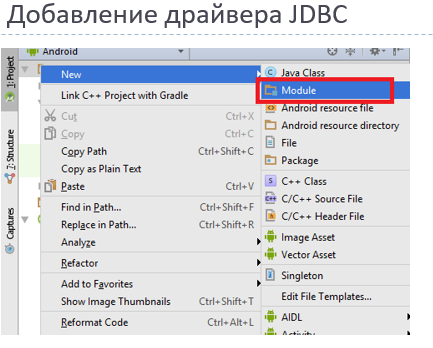 Добавление драйвера JDBC
Android
1: Project
7: Structure
Captures
New
Link C++ Project with Gradle
Cut Ctrl+X
Copy Ctrl+C
Copy Path Ctrl+Shift+C
Copy as Plain Text
Paste Ctrl+V
Find in Path... Ctrl+Shift+F
Replace in Path... Ctrl+Shift+R
Analyze
Refactor
Add to Favorites
Show Image Thumbnails Ctrl+Shift+T
Reformat Code Ctrl+Alt+L
Java Class
Module
Android resource file
Android resource directory
File
Package
C++ Class
C/C++ Source File
C/C++ Header File
Image Asset
Vector Asset
Singleton
Edit File Templates...
AIDL
Activity